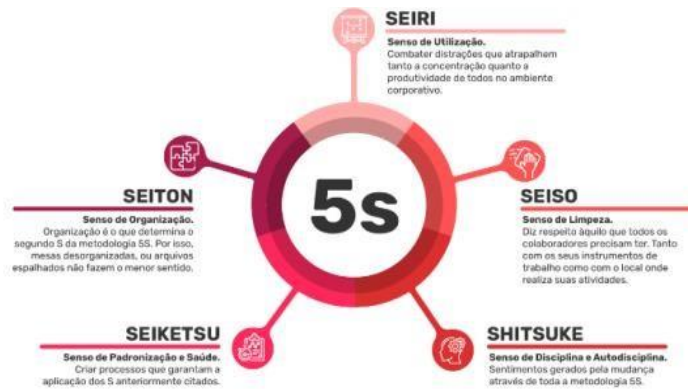 SEIRI
Senso de Utilização.
Combater distrações que atrapalhem
tanto a concentração quanto a
produtividade de todos no ambiente
corporativo.
5s
SEITON
Senso de Organização.
Organização é o que determina o
segundo S da metodologia 5S. Por isso,
mesas desorganizadas, ou arquivos
espalhados não fazem o menor sentido.
SEISO
Senso de Limpeza.
Diz respeito àquilo que todos os
colaboradores precisam ter. Tanto
com os seus instrumentos de
trabalho como com o local onde
realiza suas atividades.
SEIKETSU
Senso de Padronização e Saúde.
Criar processos que garantam a
aplicação dos S anteriormente citados.
SHITSUKE
Senso de Disciplina e Autodisciplina.
Sentimentos gerados pela mudança
através de toda a metodologia 5S.